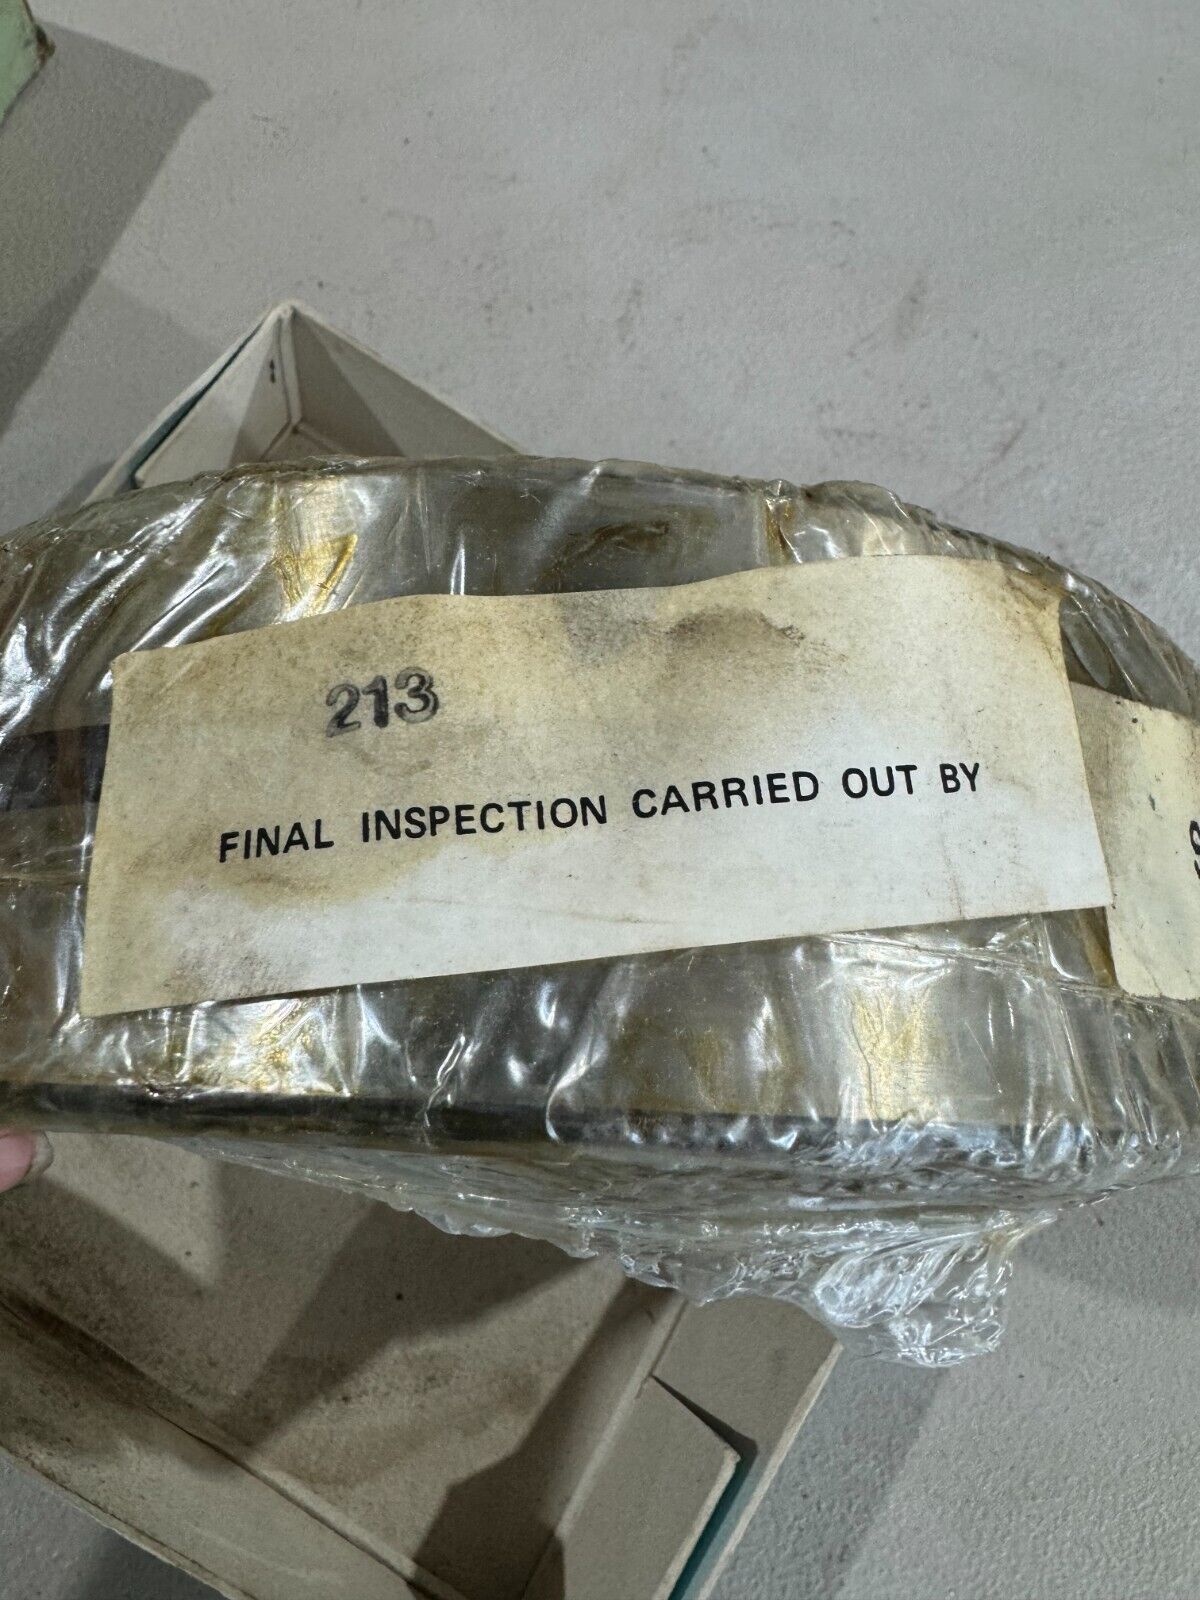 213
FINAL INSPECTION CARRIED OUT BY